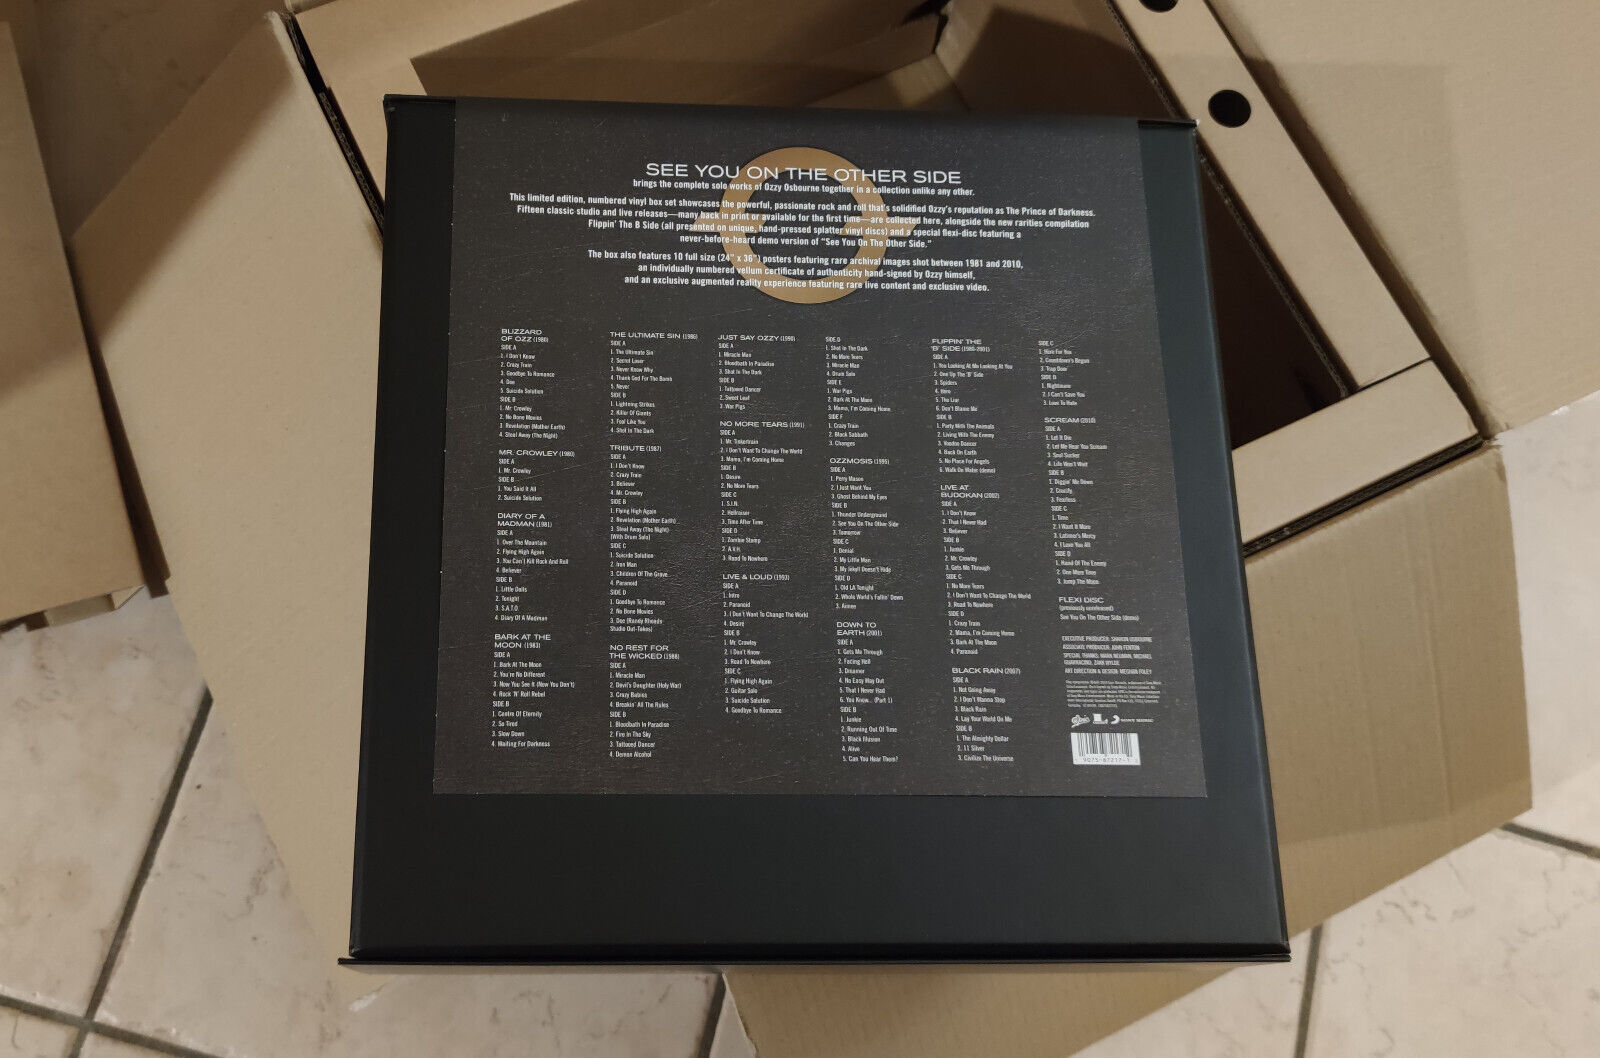 SEE YOU ON THE OTHER SIDE
brings the complete solo works of Ozzy Osbourne together in a collection unlike any other.
This limited edition, numbered vinyl box set showcases the powerful, passionate rock and roll that's solidified Ozzy's reputation as The Prince of Darkness.
Fifteen classic studio and live releases—many back in print or available for the first time—are collected here, alongside the new rarities compilation
Flippin' The B Side (all presented on unique, hand-pressed splatter vinyl discs) and a special flexi-disc featuring a
never-before-heard demo version of "See You On The Other Side."
The box also features 10 full size (24" x 36") posters featuring rare archival images shot between 1981 and 2010,
an individually numbered vellum certificate of authenticity hand-signed by Ozzy himself,
and an exclusive augmented reality experience featuring rare live content and exclusive video.
BLIZZARD
OF OZZ (1980)
SIDE A
1. I Don't Know
2. Crazy Train
3. Goodbye To Romance
4. Dee
5. Suicide Solution
SIDE B
1. Mr. Crowley
2. No Bone Movies
3. Revelation (Mother Earth)
4. Steal Away (The Night)
MR. CROWLEY (1980)
SIDE A
1. Mr. Crowley
SIDE B
1. You Said It All
2. Suicide Solution
DIARY OF A
MADMAN (1981)
SIDE A
1. Over The Mountain
2. Flying High Again
3. You Can't Kill Rock And Roll
4. Believer
SIDE B
1. Little Dolls
2. Tonight
3. S.A.T.O.
4. Diary Of A Madman
BARK AT THE
MOON (1983)
SIDE A
1. Bark At The Moon
2. You're No Different
3. Now You See It (Now You Don't)
4. Rock 'N' Roll Rebel
SIDE B
1. Centre Of Eternity
2. So Tired
3. Slow Down
4. Waiting For Darkness
THE ULTIMATE SIN (1986)
SIDE A
1. The Ultimate Sin
2. Secret Loser
3. Never Know Why
4. Thank God For The Bomb
5. Never
SIDE B
1. Lightning Strikes
2. Killer Of Giants
3. Fool Like You
4. Shot In The Dark
TRIBUTE (1987)
SIDE A
1. I Don't Know
2. Crazy Train
3. Believer
4. Mr. Crowley
SIDE B
1. Flying High Again
2. Revelation (Mother Earth)
3. Steal Away (The Night)
(With Drum Solo)
SIDE C
1. Suicide Solution
2. Iron Man
3. Children Of The Grave
4. Paranoid
SIDE D
1. Goodbye To Romance
2. No Bone Movies
3. Dee (Randy Rhoads
Studio Out-Takes)
NO REST FOR
THE WICKED (1988)
SIDE A
1. Miracle Man
2. Devil's Daughter (Holy War)
3. Crazy Babies
4. Breakin' All The Rules
SIDE B
1. Bloodbath In Paradise
2. Fire In The Sky
3. Tattooed Dancer
4. Demon Alcohol
JUST SAY OZZY (1990)
SIDE A
1. Miracle Man
2. Bloodbath In Paradise
3. Shot In The Dark
SIDE B
1. Tattooed Dancer
2. Sweet Leaf
3. War Pigs
NO MORE TEARS (1991)
SIDE A
1. Mr. Tinkertrain
2. I Don't Want To Change The World
3. Mama, I'm Coming Home
SIDE B
1. Desire
2. No More Tears
SIDE C
1. S.I.N.
2. Hellraiser
3. Time After Time
SIDE D
1. Zombie Stomp
2. A.V.H.
3. Road To Nowhere
LIVE & LOUD (1993)
SIDE A
1. Intro
2. Paranoid
3. I Don't Want To Change The World
4. Desire
SIDE B
1. Mr. Crowley
2. I Don't Know
3. Road To Nowhere
SIDE C
1. Flying High Again
2. Guitar Solo
3. Suicide Solution
4. Goodbye To Romance
SIDE D
1. Shot In The Dark
2. No More Tears
3. Miracle Man
4. Drum Solo
SIDE E
1. War Pigs
2. Bark At The Moon
3. Mama, I'm Coming Home
SIDE F
1. Crazy Train
2. Black Sabbath
3. Changes
OZZMOSIS (1995)
SIDE A
1. Perry Mason
2. I Just Want You
3. Ghost Behind My Eyes
SIDE B
1. Thunder Underground
2. See You On The Other Side
3. Tomorrow
SIDE C
1. Denial
2. My Little Man
3. My Jekyll Doesn't Hide
SIDE D
1. Old LA Tonight
2. Whole World's Fallin' Down
3. Aimee
DOWN TO
EARTH (2001)
SIDE A
1. Gets Me Through
2. Facing Hell
3. Dreamer
4. No Easy Way Out
5. That I Never Had
6. You Know... (Part 1)
SIDE B
1. Junkie
2. Running Out Of Time
3. Black Illusion
4. Alive
5. Can You Hear Them?
FLIPPIN' THE
'B' SIDE (1980-2001)
SIDE A
1. You Looking At Me Looking At You
2. One Up The 'B' Side
3. Spiders
4. Hero
5. The Liar
6. Don't Blame Me
SIDE B
1. Party With The Animals
2. Living With The Enemy
3. Voodoo Dancer
4. Back On Earth
5. No Place For Angels
6. Walk On Water (demo)
LIVE AT
BUDOKAN (2002)
SIDE A
1. I Don't Know
2. That I Never Had
3. Believer
SIDE B
1. Junkie
2. Mr. Crowley
3. Gets Me Through
SIDE C
1. No More Tears
2. I Don't Want To Change The World
3. Road To Nowhere
SIDE D
1. Crazy Train
2. Mama, I'm Coming Home
3. Bark At The Moon
4. Paranoid
BLACK RAIN (2007)
SIDE A
1. Not Going Away
2. I Don't Wanna Stop
3. Black Rain
4. Lay Your World On Me
SIDE B
1. The Almighty Dollar
2. 11 Silver
3. Civilize The Universe
SIDE C
1. Here For You
2. Countdown's Begun
3. Trap Door
SIDE D
1. Nightmare
2. I Can't Save You
3. Love To Hate
SCREAM (2010)
SIDE A
1. Let It Die
2. Let Me Hear You Scream
3. Soul Sucker
4. Life Won't Wait
SIDE B
1. Diggin' Me Down
2. Crucify
3. Fearless
SIDE C
1. Time
2. I Want It More
3. Latimer's Mercy
4. I Love You All
SIDE D
1. Hand Of The Enemy
2. One More Time
3. Jump The Moon
FLEXI DISC
(previously unreleased)
See You On The Other Side (demo)
EXECUTIVE PRODUCER: SHARON OSBOURNE
ASSOCIATE PRODUCER: JOHN FENTON
SPECIAL THANKS: MARK NEUMAN, MICHAEL
GUARRACINO, ZAKK WYLDE
ART DIRECTION & DESIGN: MEGHAN FOLEY
Epic
L
SONY MUSIC